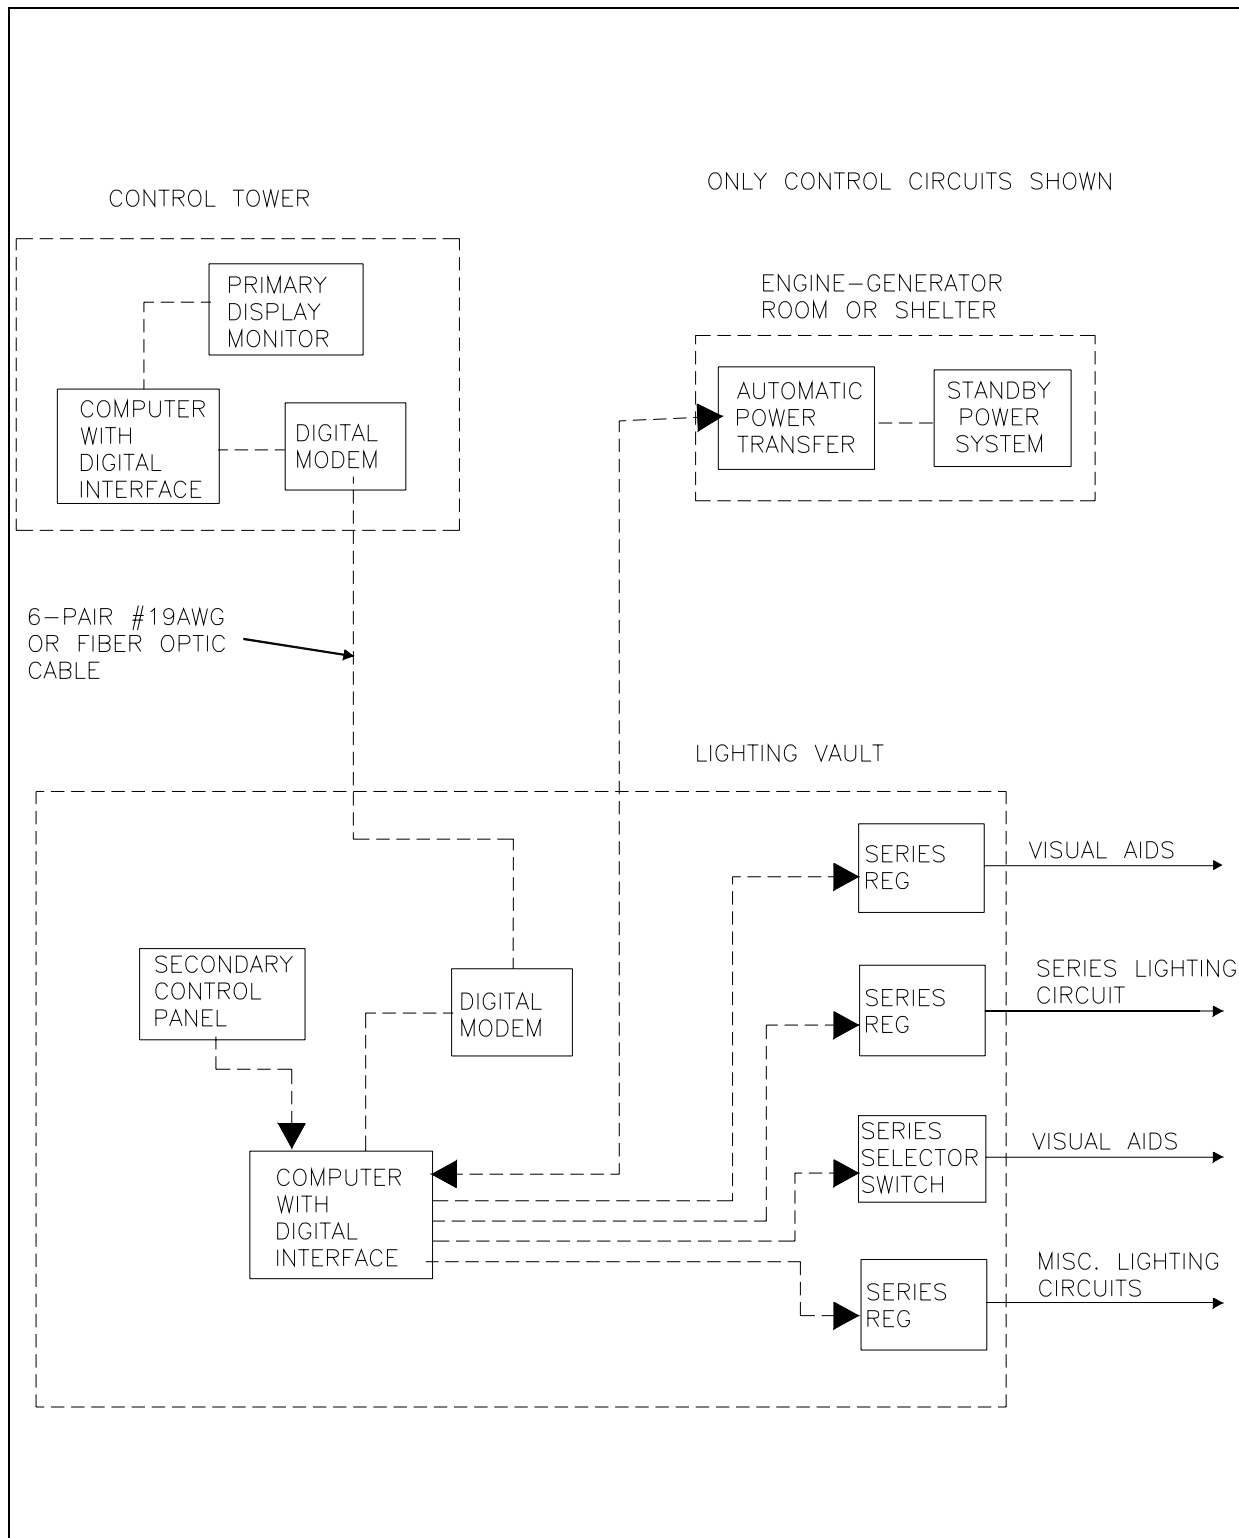 ONLY CONTROL CIRCUITS SHOWN
CONTROL TOWER
PRIMARY
DISPLAY
MONITOR
COMPUTER
WITH
DIGITAL
INTERFACE
DIGITAL
MODEM
ENGINE-GENERATOR
ROOM OR SHELTER
AUTOMATIC
POWER
TRANSFER
STANDBY
POWER
SYSTEM
6-PAIR #19AWG
OR FIBER OPTIC
CABLE
LIGHTING VAULT
SERIES
REG
VISUAL AIDS
SECONDARY
CONTROL
PANEL
DIGITAL
MODEM
SERIES
REG
SERIES LIGHTING
CIRCUIT
SERIES
SELECTOR
SWITCH
VISUAL AIDS
COMPUTER
WITH
DIGITAL
INTERFACE
SERIES
REG
MISC. LIGHTING
CIRCUITS